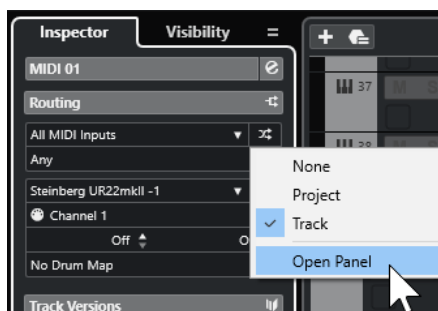 Inspector
Visibility
MIDI 01
Routing
All MIDI Inputs
Any
Steinberg UR22mkII -1
Channel 1
Off
No Drum Map
Track Versions
37
M S
38
None
Project
Track
Open Panel